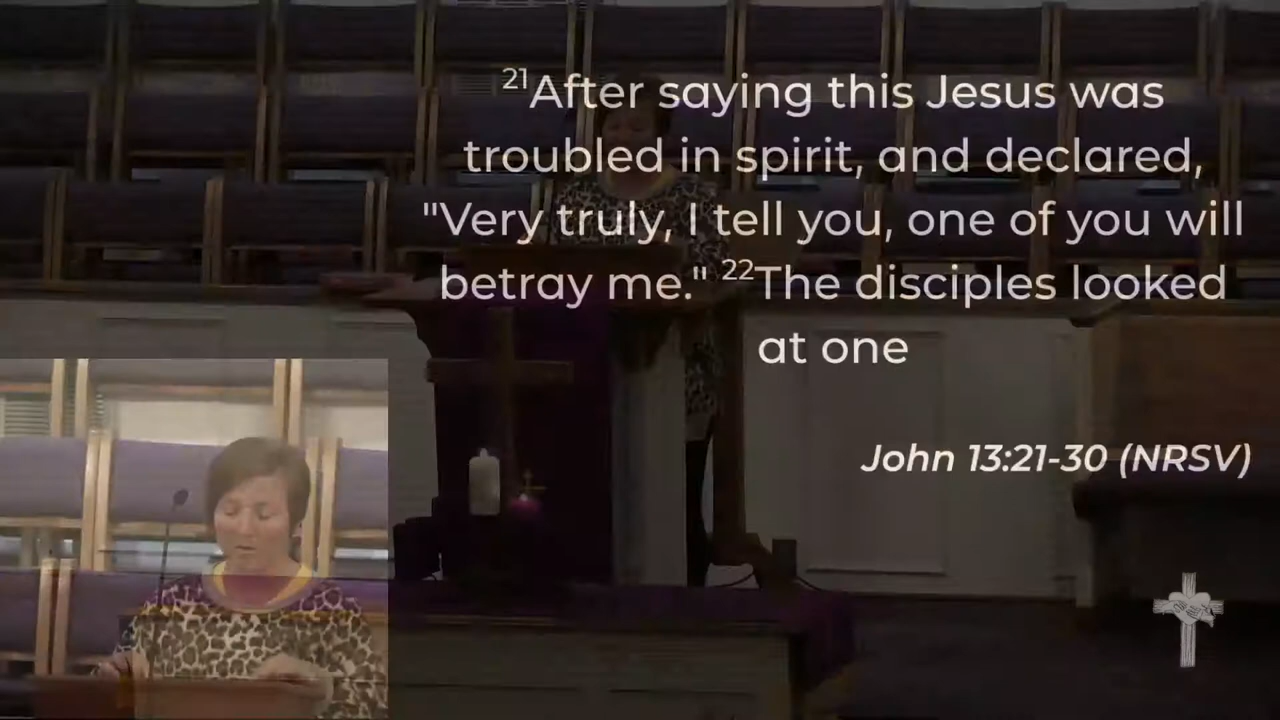 ²¹After saying this Jesus was
troubled in spirit, and declared,
"Very truly, I tell you, one of you will
betray me." ²²The disciples looked
at one
John 13:21-30 (NRSV)